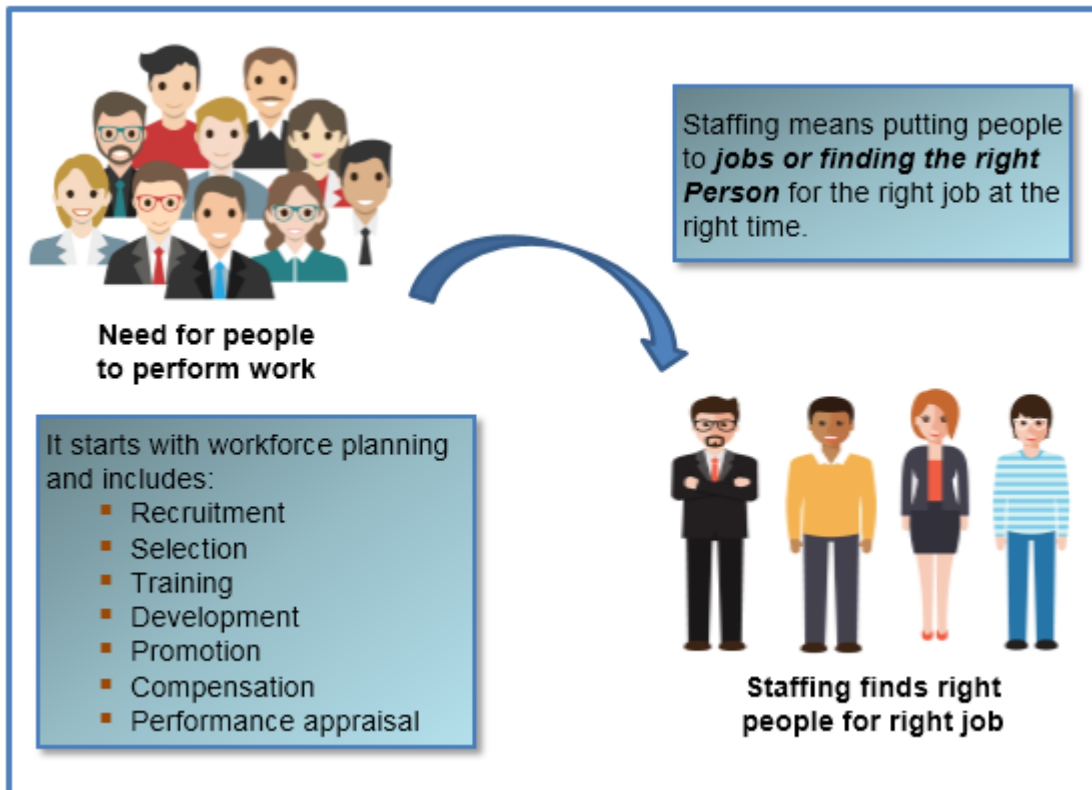 Staffing means putting people
to jobs or finding the right
Person for the right job at the
right time.
Need for people
to perform work
It starts with workforce planning
and includes:
▪ Recruitment
▪ Selection
▪ Training
▪ Development
▪ Promotion
▪ Compensation
▪ Performance appraisal
Staffing finds right
people for right job